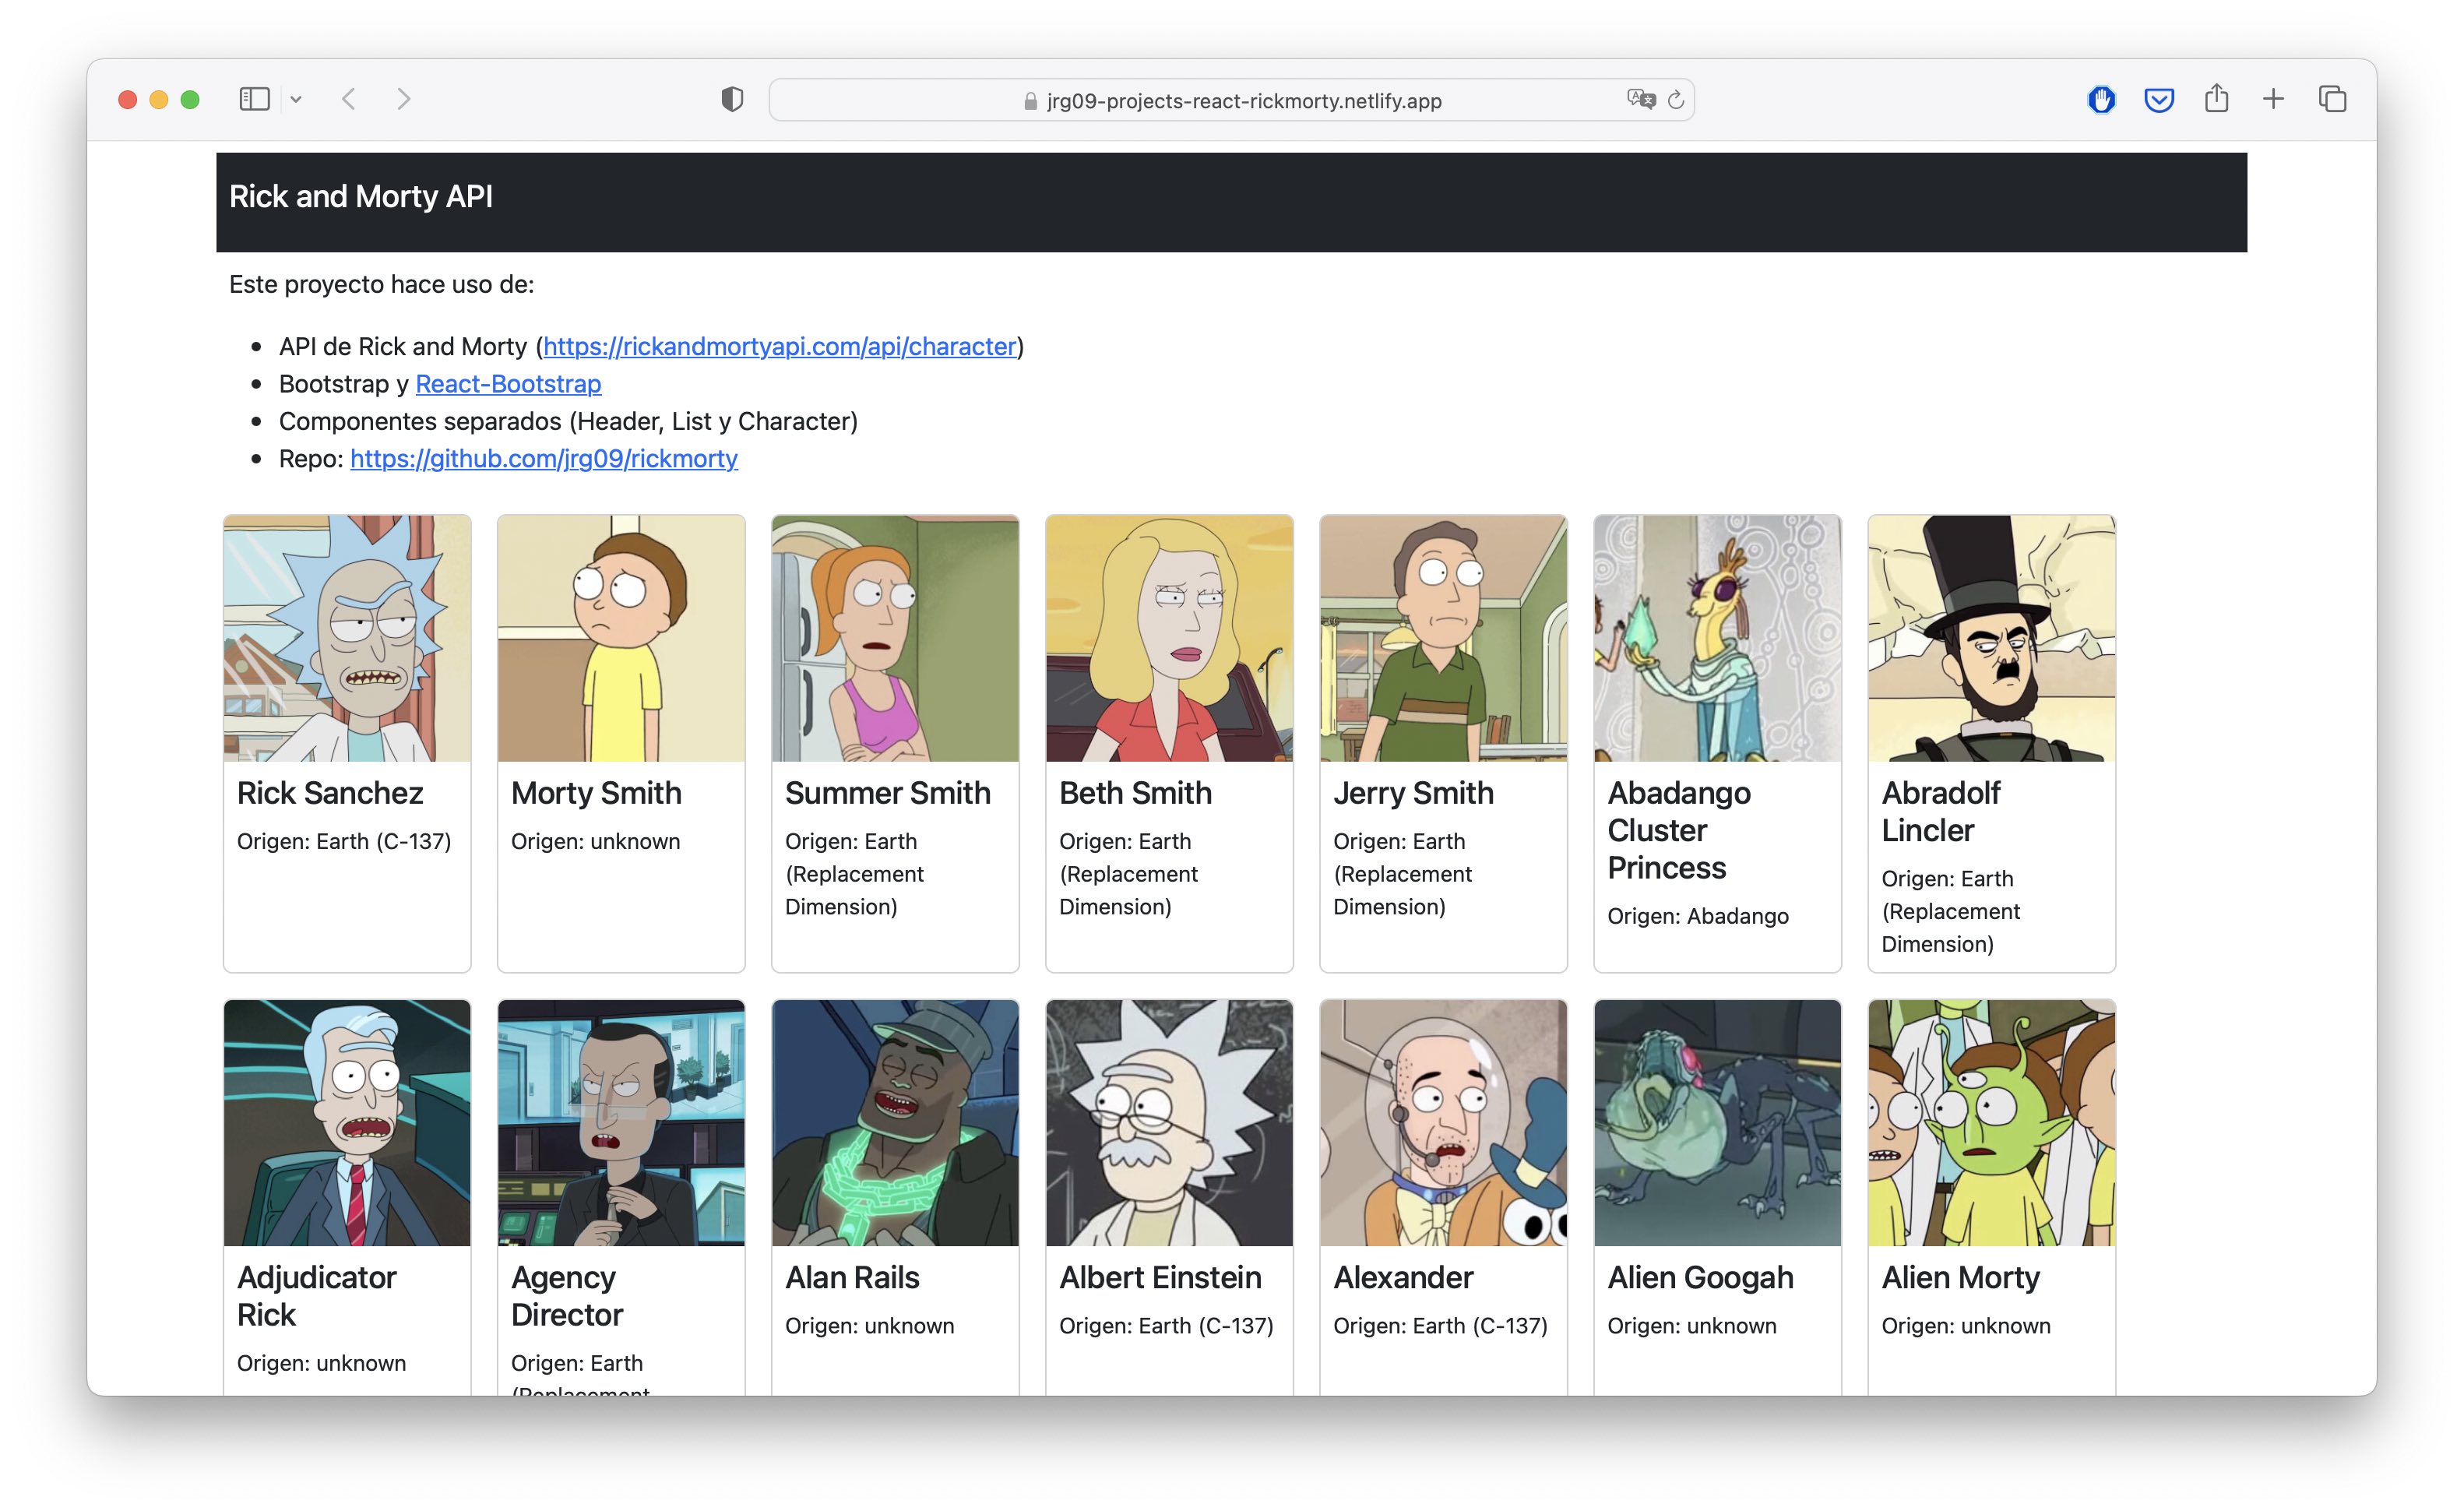 jrg09-projects-react-rickmorty.netlify.app
Rick and Morty API
Este proyecto hace uso de:
API de Rick and Morty (https://rickandmortyapi.com/api/character)
Bootstrap y React-Bootstrap
Componentes separados (Header, List y Character)
Repo: https://github.com/jrg09/rickmorty
Rick Sanchez
Origen: Earth (C-137)
Morty Smith
Origen: unknown
Summer Smith
Origen: Earth
(Replacement
Dimension)
Beth Smith
Origen: Earth
(Replacement
Dimension)
Jerry Smith
Origen: Earth
(Replacement
Dimension)
Abadango
Cluster
Princess
Origen: Abadango
Abradolf
Lincler
Origen: Earth
(Replacement
Dimension)
Adjudicator
Rick
Origen: unknown
Agency
Director
Origen: Earth
(Replacement
Alan Rails
Origen: unknown
Albert Einstein
Origen: Earth (C-137)
Alexander
Origen: Earth (C-137)
Alien Googah
Origen: unknown
Alien Morty
Origen: unknown